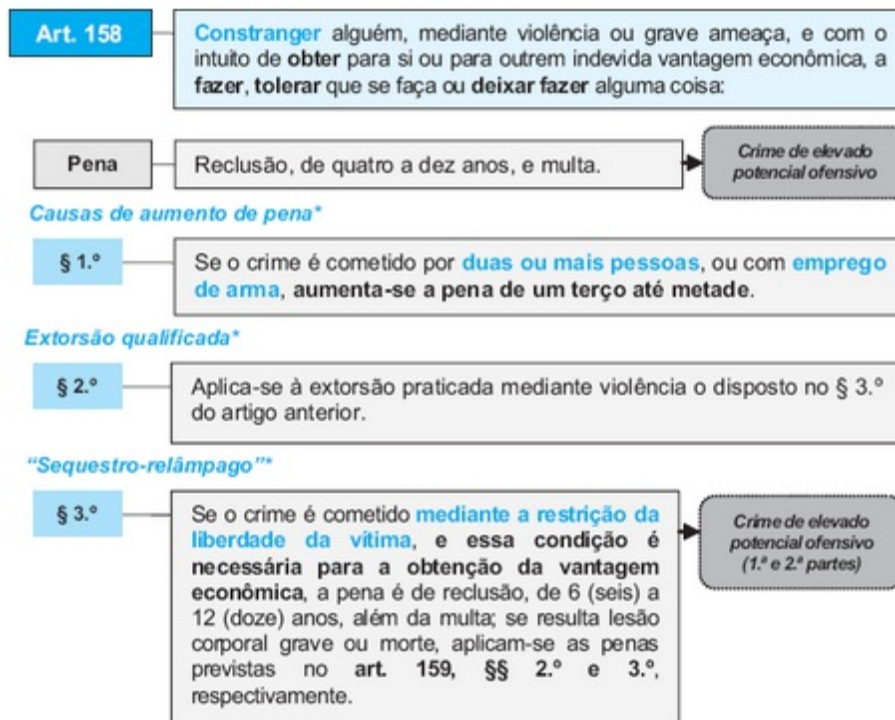 Art. 158
Constranger alguém, mediante violência ou grave ameaça, e com o
intuito de obter para si ou para outrem indevida vantagem econômica, a
fazer, tolerar que se faça ou deixar fazer alguma coisa:
Pena
Reclusão, de quatro a dez anos, e multa.
Crime de elevado
potencial ofensivo
Causas de aumento de pena*
§ 1.º
Se o crime é cometido por duas ou mais pessoas, ou com emprego
de arma, aumenta-se a pena de um terço até metade.
Extorsão qualificada*
§ 2.º
Aplica-se à extorsão praticada mediante violência o disposto no § 3.º
do artigo anterior.
“Sequestro-relâmpago”*
§ 3.º
Se o crime é cometido mediante a restrição da
liberdade da vítima, e essa condição é
necessária para a obtenção da vantagem
econômica, a pena é de reclusão, de 6 (seis) a
12 (doze) anos, além da multa; se resulta lesão
corporal grave ou morte, aplicam-se as penas
previstas no art. 159, §§ 2.º e 3.º,
respectivamente.
Crime de elevado
potencial ofensivo
(1.ª e 2.ª partes)